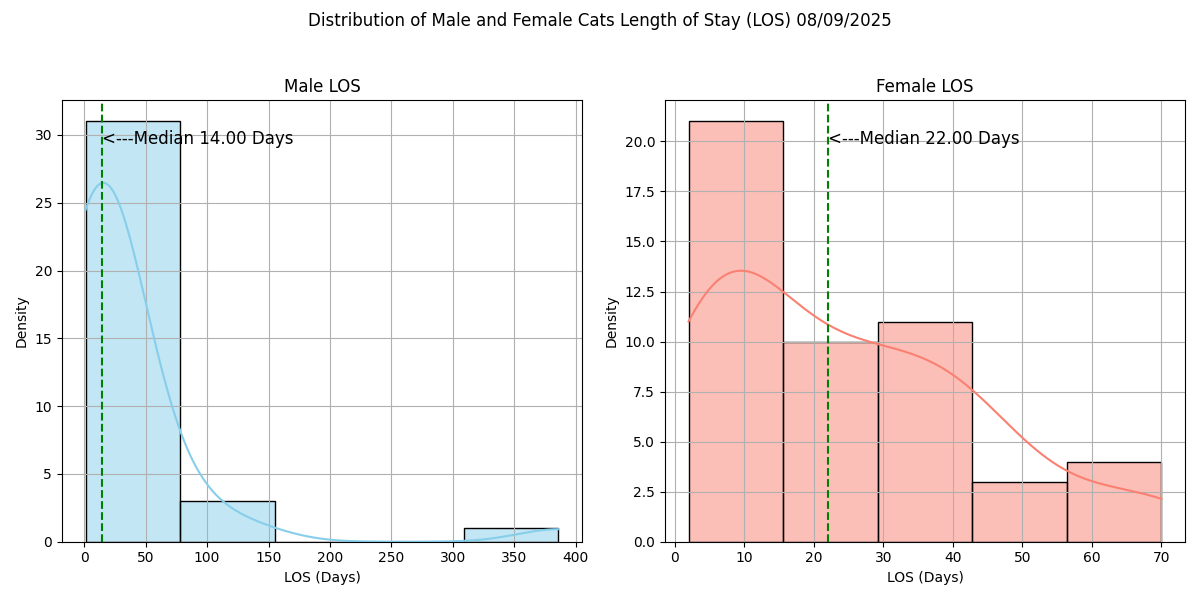 Distribution of Male and Female Cats Length of Stay (LOS) 08/09/2025
Male LOS
30
25
20
15
10
5
0
Density
<---Median 14.00 Days
0 50 100 150 200 250 300 350 400
LOS (Days)
Female LOS
20.0
17.5
15.0
12.5
10.0
7.5
5.0
2.5
0.0
Density
<---Median 22.00 Days
0 10 20 30 40 50 60 70
LOS (Days)